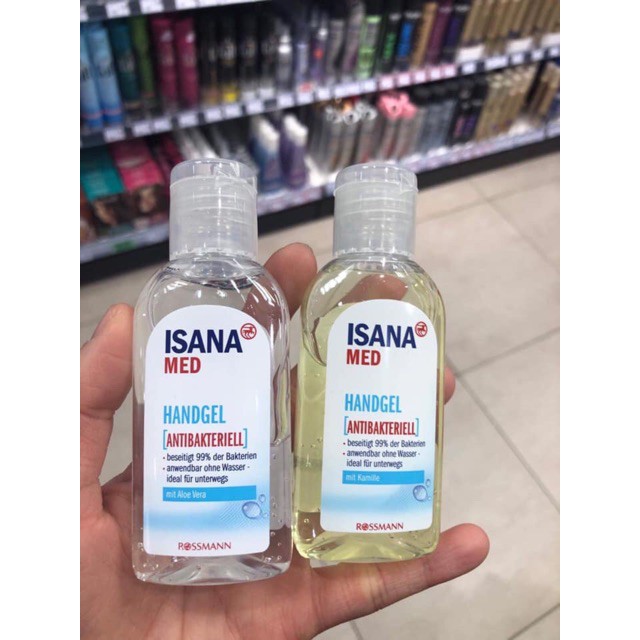 ISANA
MED
HANDGEL
[ANTIBAKTERIELL]
• beseitigt 99% der Bakterien
• anwendbar ohne Wasser -
ideal für unterwegs
mit Aloe Vera
ROSSMANN
ISANA
MED
HANDGEL
[ANTIBAKTERIELL]
• beseitigt 99% der Bakterien
• anwendbar ohne Wasser -
ideal für unterwegs
mit Kamille
ROSSMANN